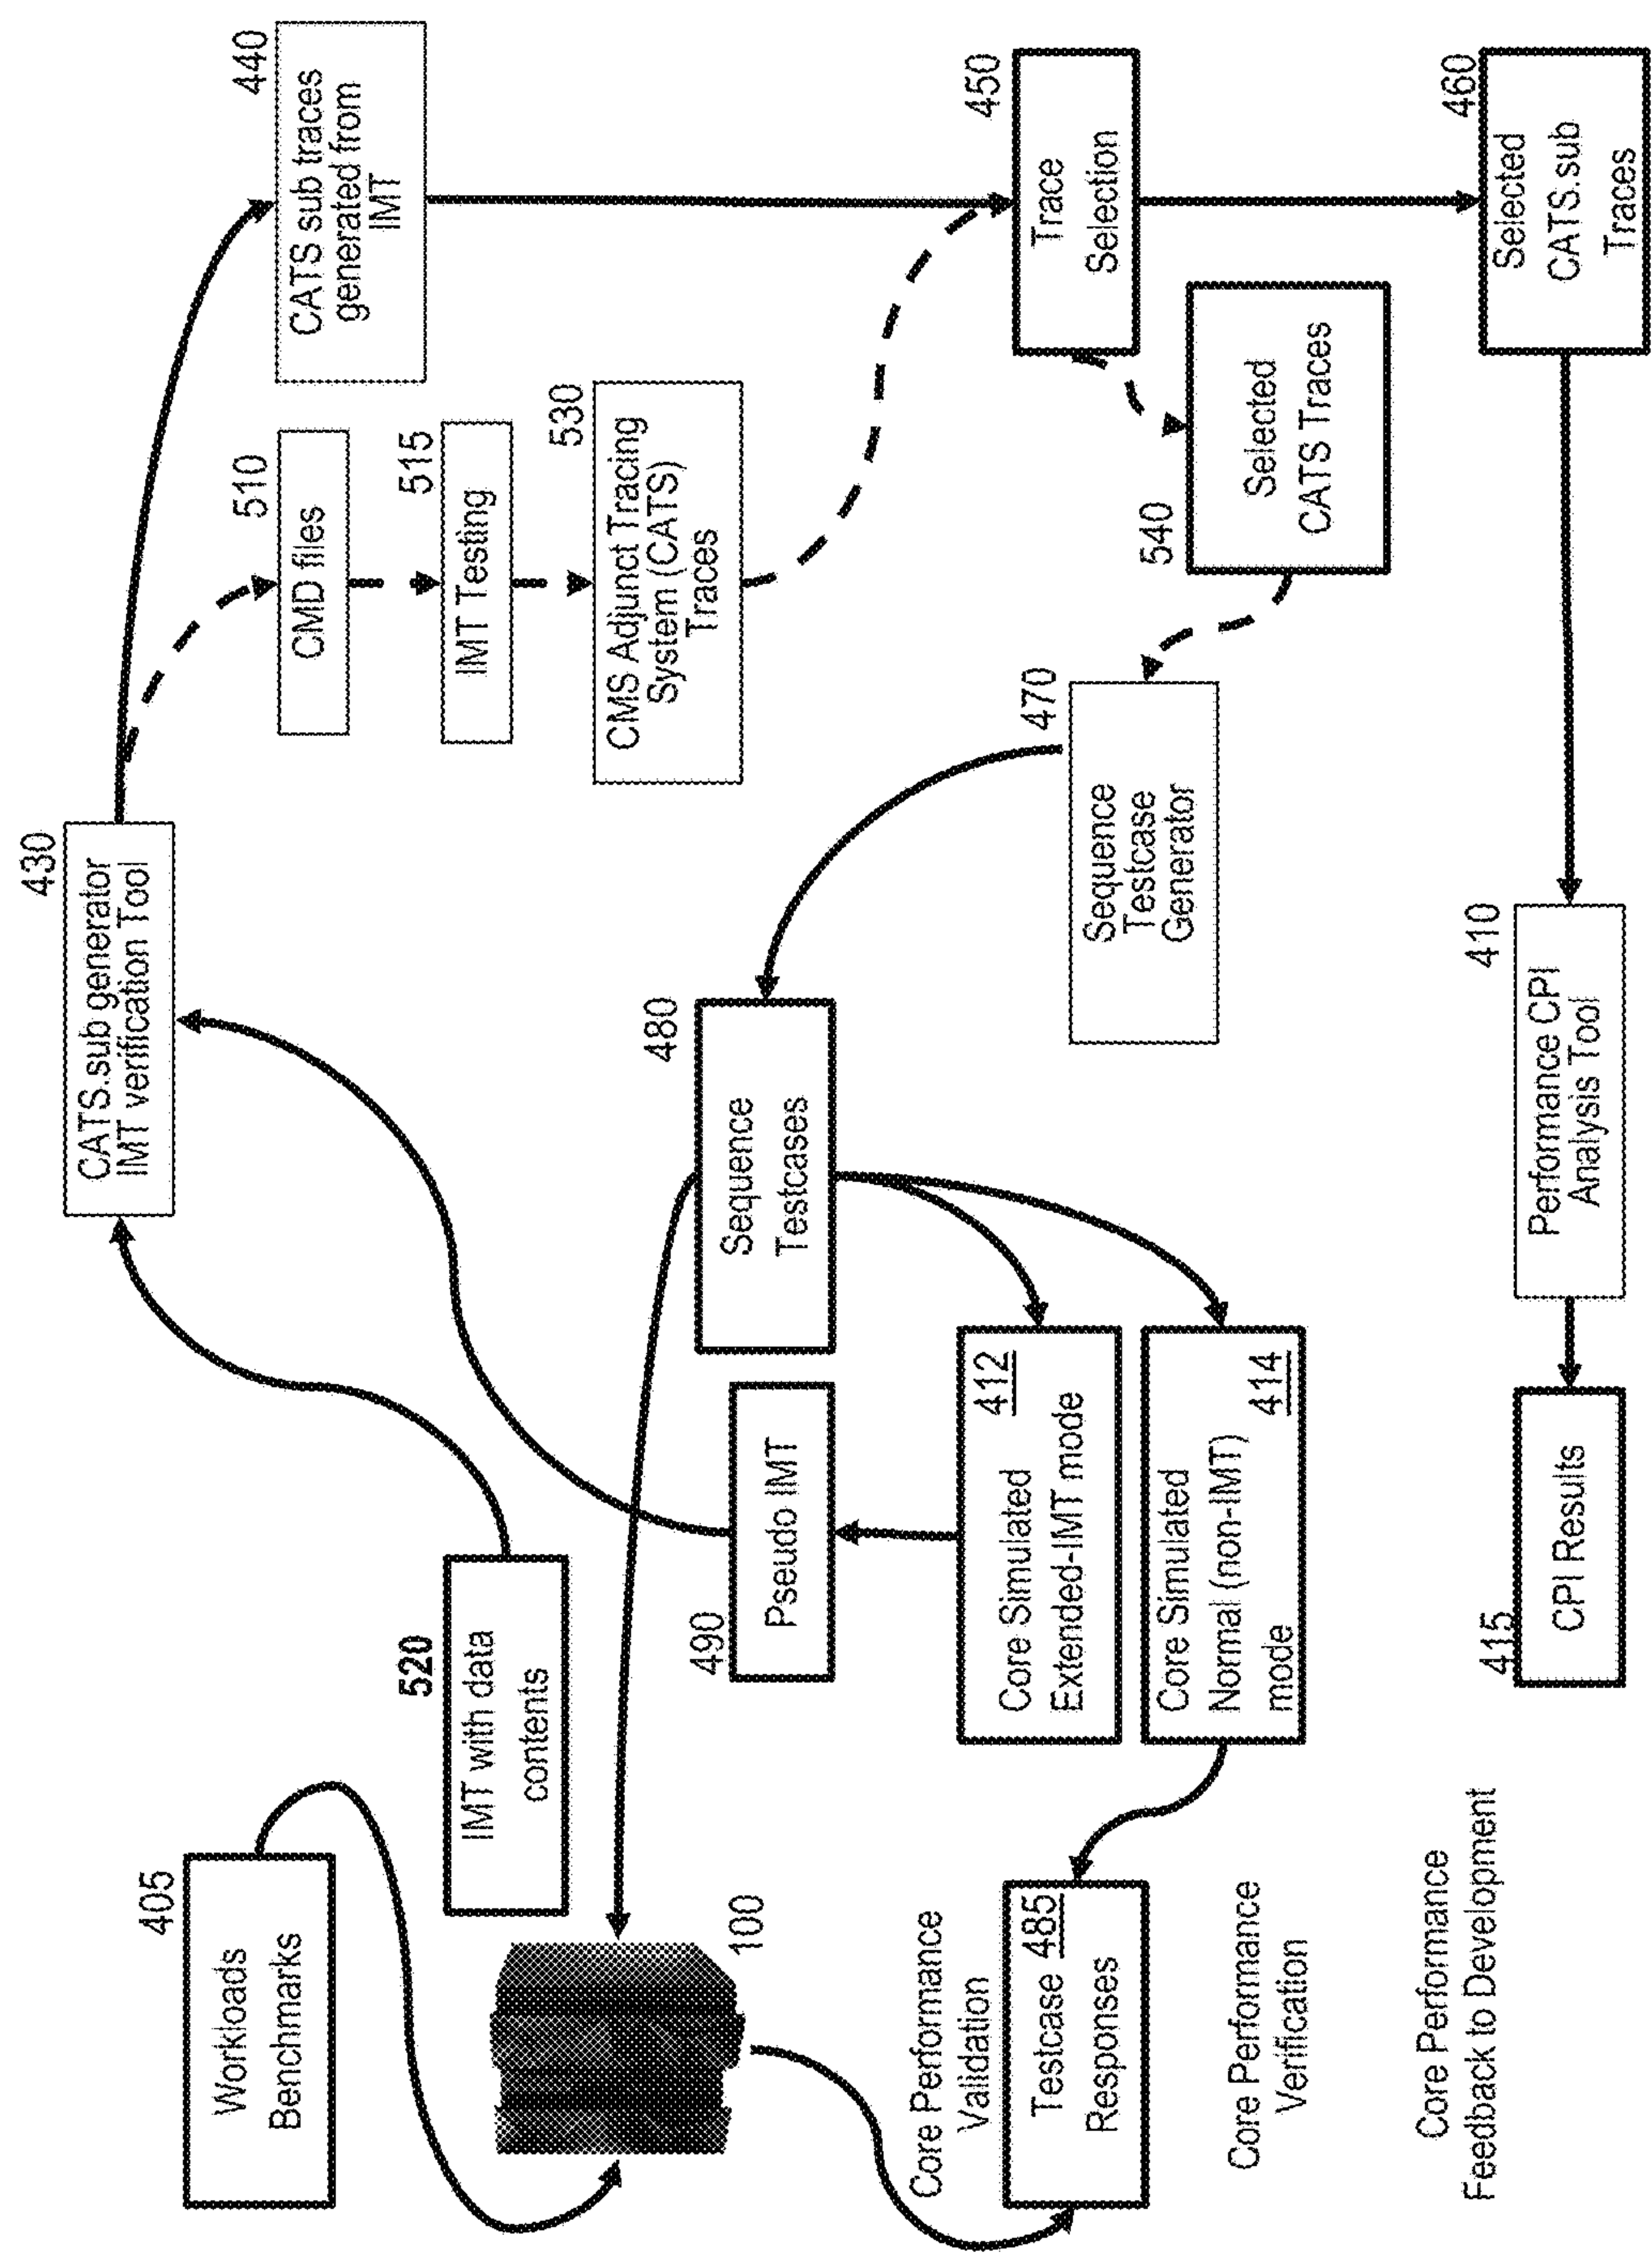 405
Workloads
Benchmarks
520
IMT with data
contents
100
430
CATS.sub generator
IMT verification Tool
440
CATS sub traces
generated from
IMT
510
CMD files
515
IMT Testing
530
CMS Adjunct Tracing
System (CATS)
Traces
490
Pseudo IMT
480
Sequence
Testcases
412
Core Simulated
Extended-IMT mode
Core Simulated
Normal (non-IMT)
mode
414
470
Sequence
Testcase
Generator
540
Selected
CATS Traces
450
Trace
Selection
460
Selected
CATS.sub
Traces
Core Performance
Validation
Testcase 485
Responses
Core Performance
Verification
Core Performance
Feedback to Development
415
CPI Results
410
Performance CPI
Analysis Tool